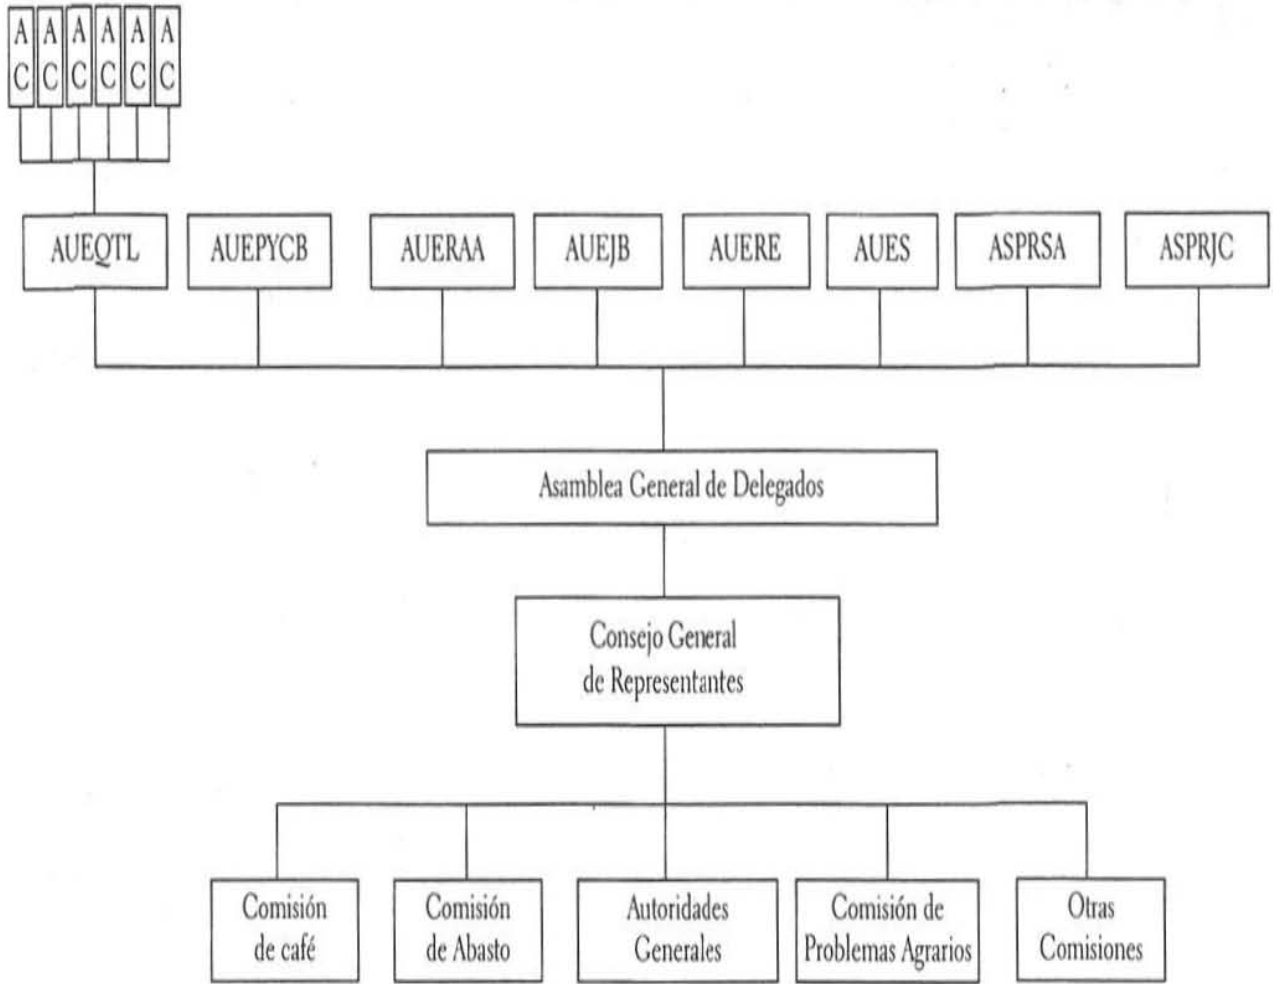 A A A A A A
C C C C C C
AUEQTL AUEPYCB AUERAA AUEJB AUERE AUES ASPRSA ASPRJC
Asamblea General de Delegados
Consejo General
de Representantes
Comisión
de café
Comisión
de Abasto
Autoridades
Generales
Comisión de
Problemas Agrarios
Otras
Comisiones